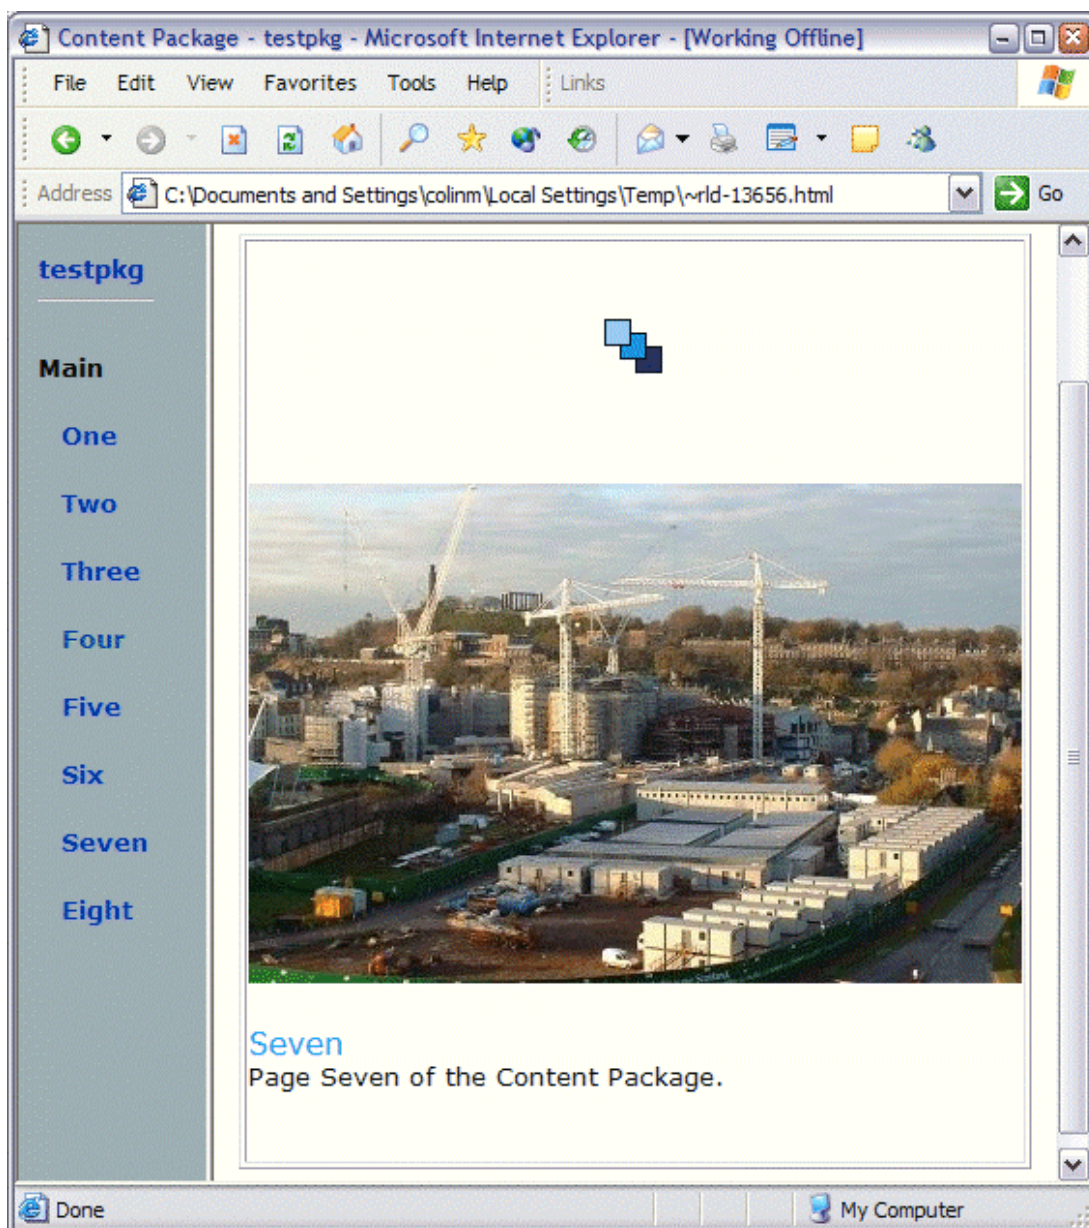 Content Package - testpkg - Microsoft Internet Explorer - [Working Offline]
File Edit View Favorites Tools Help Links
Address C:\Documents and Settings\colinm\Local Settings\Temp\~rld-13656.html Go
testpkg
Main
One
Two
Three
Four
Five
Six
Seven
Eight
Seven
Page Seven of the Content Package.
Done My Computer